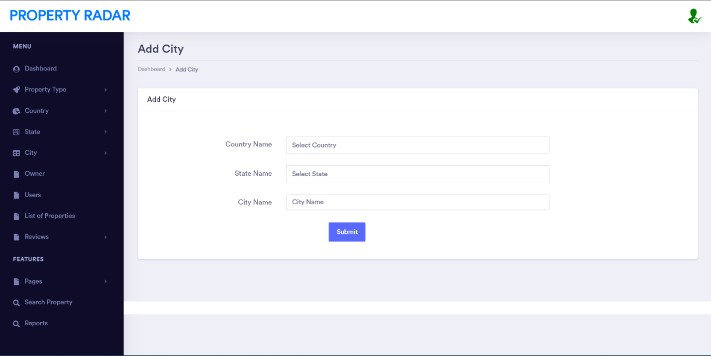 PROPERTY RADAR
MENU
Dashboard
Property Type
Country
State
City
Owner
Users
List of Properties
Reviews
FEATURES
Pages
Search Property
Reports
Add City
Dashboard > Add City
Add City
Country Name Select Country
State Name Select State
City Name City Name
Submit